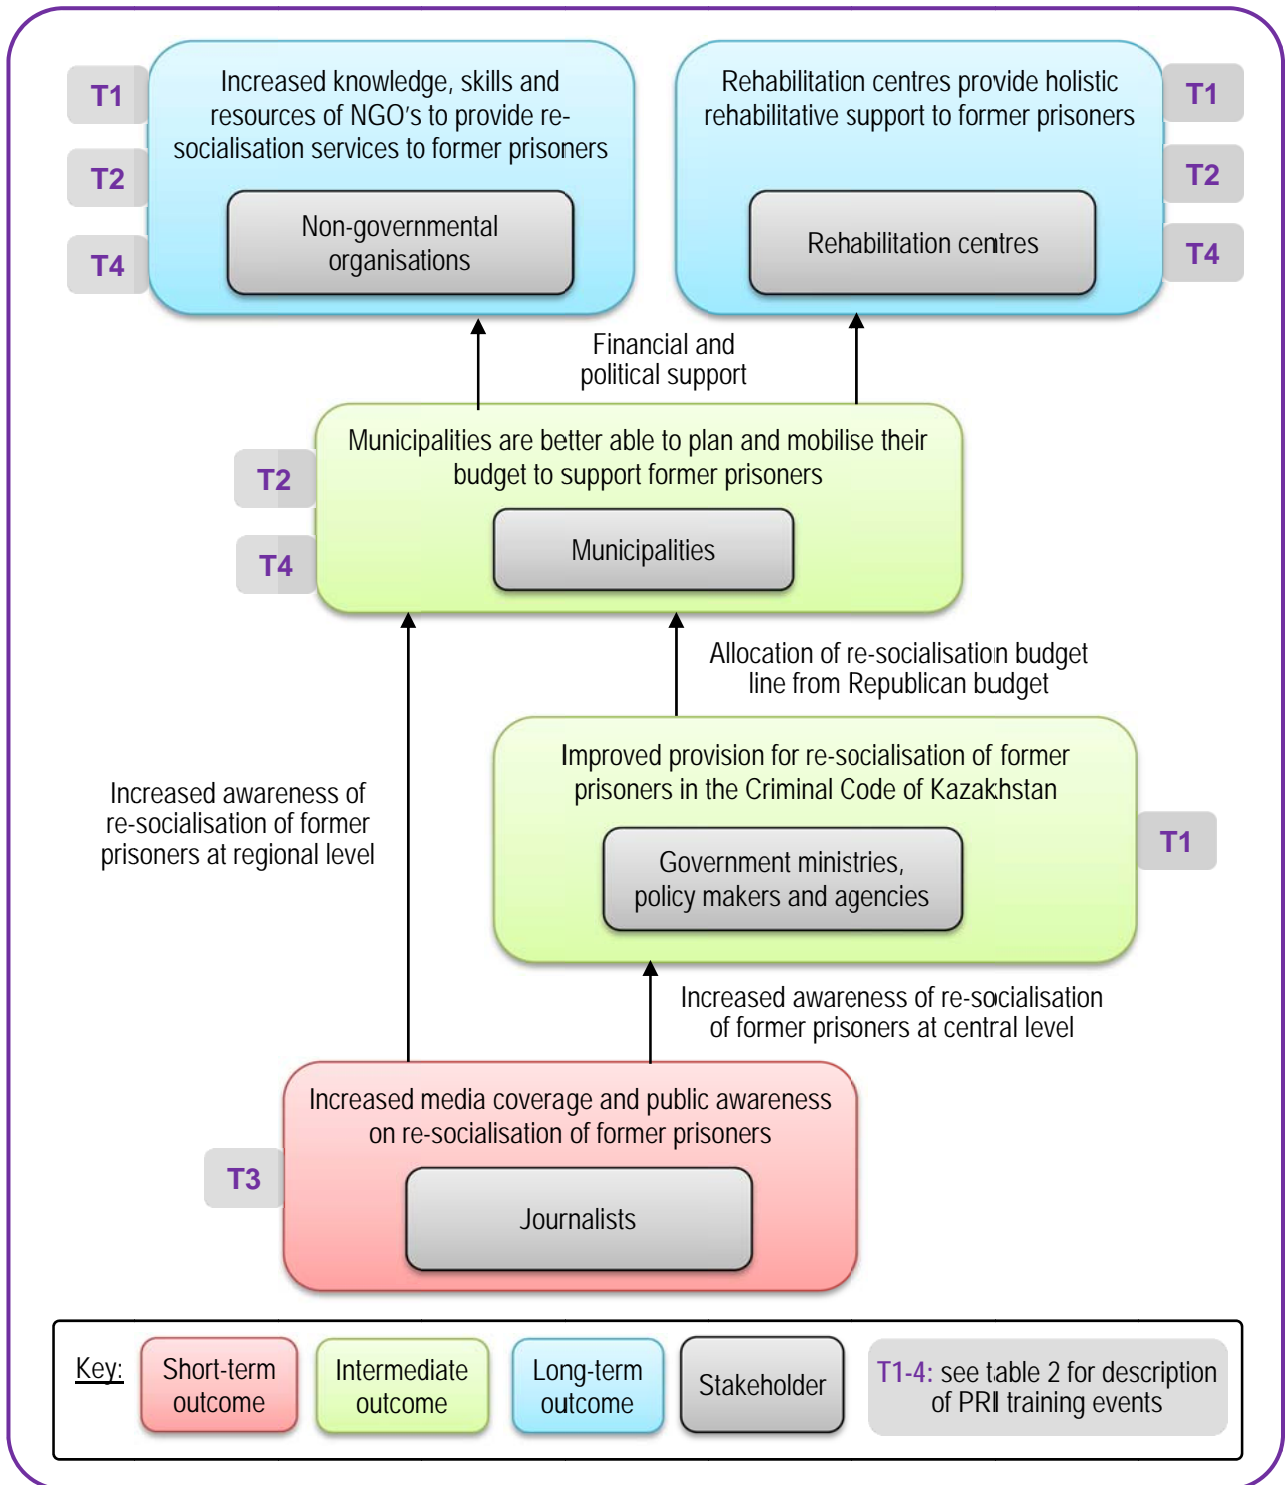 T1
T2
T4
Increased knowledge, skills and
resources of NGO's to provide re-
socialisation services to former prisoners
Non-governmental
organisations
Rehabilitation centres provide holistic
rehabilitative support to former prisoners
Rehabilitation centres
T1
T2
T4
Financial and
political support
T2
T4
Municipalities are better able to plan and mobilise their
budget to support former prisoners
Municipalities
Allocation of re-socialisation budget
line from Republican budget
Increased awareness of
re-socialisation of former
prisoners at regional level
Improved provision for re-socialisation of former
prisoners in the Criminal Code of Kazakhstan
Government ministries,
policy makers and agencies
T1
Increased awareness of re-socialisation
of former prisoners at central level
T3
Increased media coverage and public awareness
on re-socialisation of former prisoners
Journalists
Key:
Short-term
outcome
Intermediate
outcome
Long-term
outcome
Stakeholder
T1-4: see table 2 for description
of PRI training events